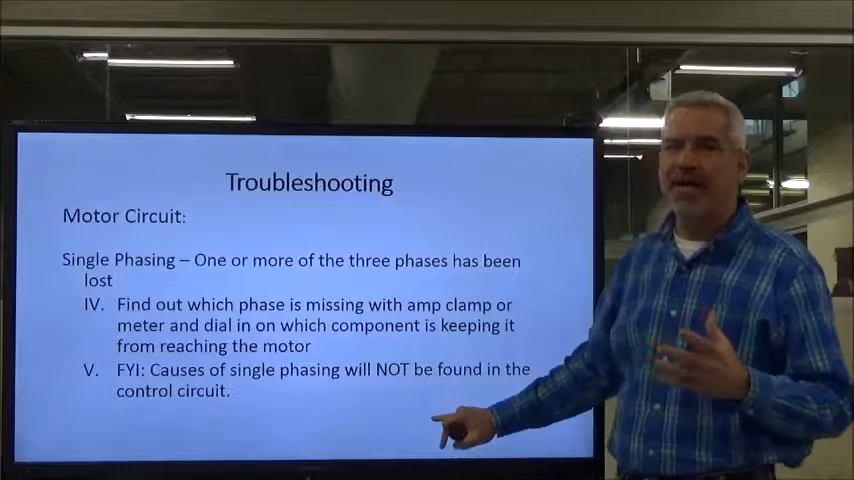 Troubleshooting
Motor Circuit:
Single Phasing – One or more of the three phases has been
lost
IV. Find out which phase is missing with amp clamp or
meter and dial in on which component is keeping it
from reaching the motor
V. FYI: Causes of single phasing will NOT be found in the
control circuit.